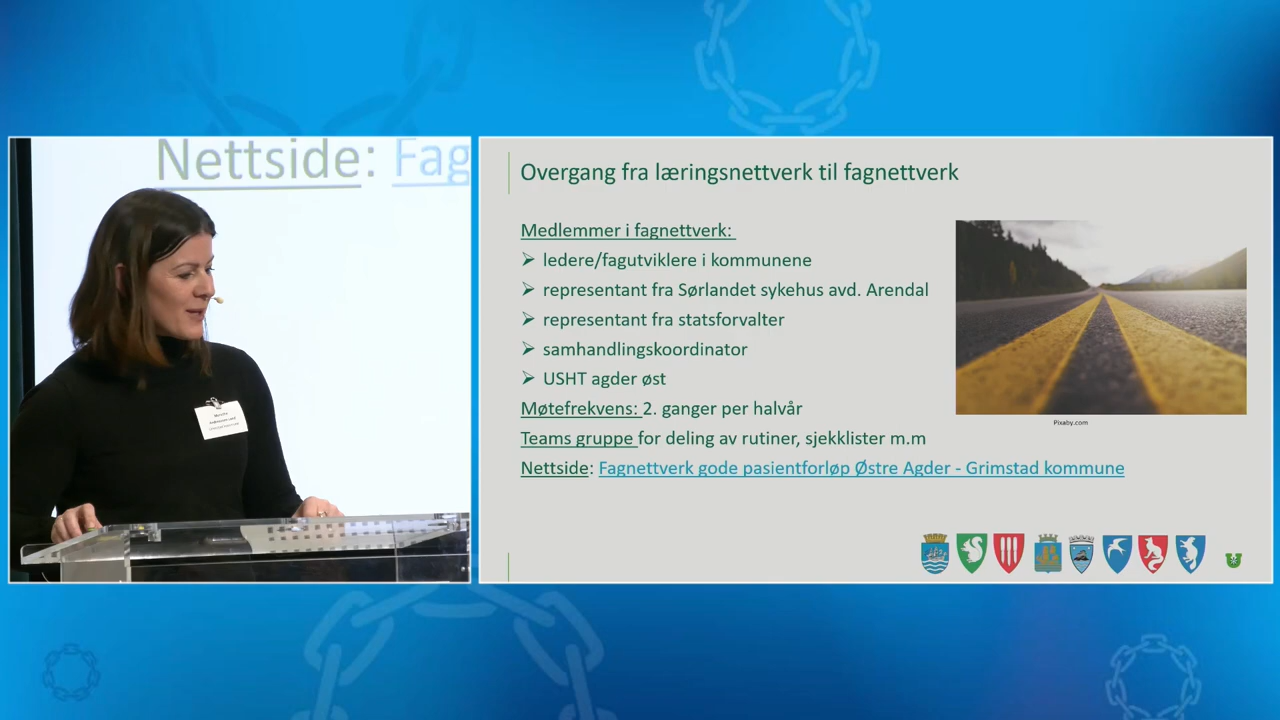 Nettside: Fag
Overgang fra læringsnettverk til fagnettverk
Medlemmer i fagnettverk:
ledere/fagutviklere i kommunene
representant fra Sørlandet sykehus avd. Arendal
representant fra statsforvalter
samhandlingskoordinator
USHT agder øst
Møtefrekvens: 2. ganger per halvår
Teams gruppe for deling av rutiner, sjekklister m.m
Nettside: Fagnettverk gode pasientforløp Østre Agder - Grimstad kommune
Pixaby.com